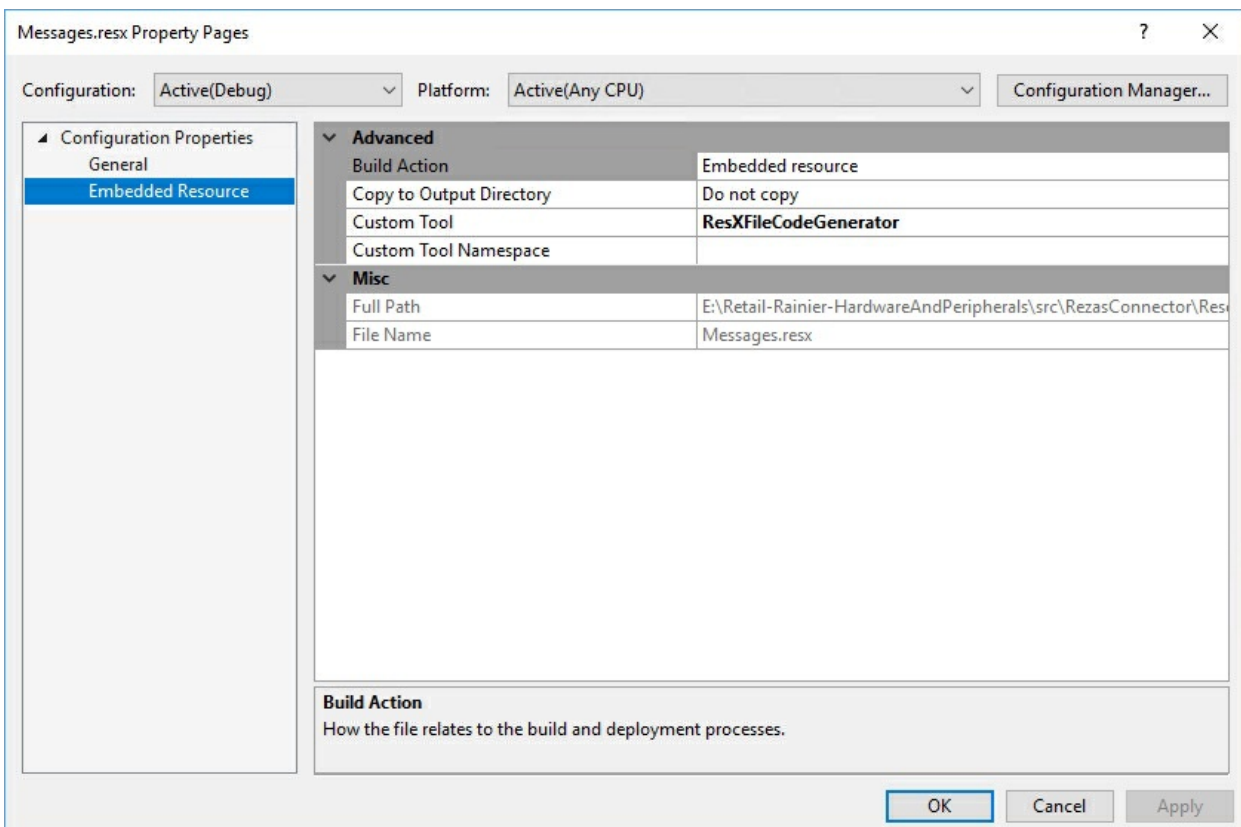 Messages.resx Property Pages ?
Configuration: Active(Debug) Platform: Active(Any CPU) Configuration Manager...
Configuration Properties
General
Embedded Resource
Advanced
Build Action Embedded resource
Copy to Output Directory Do not copy
Custom Tool ResXFileCodeGenerator
Custom Tool Namespace
Misc
Full Path E:\Retail-Rainier-HardwareAndPeripherals\src\RezasConnector\Res
File Name Messages.resx
Build Action
How the file relates to the build and deployment processes.
OK Cancel Apply